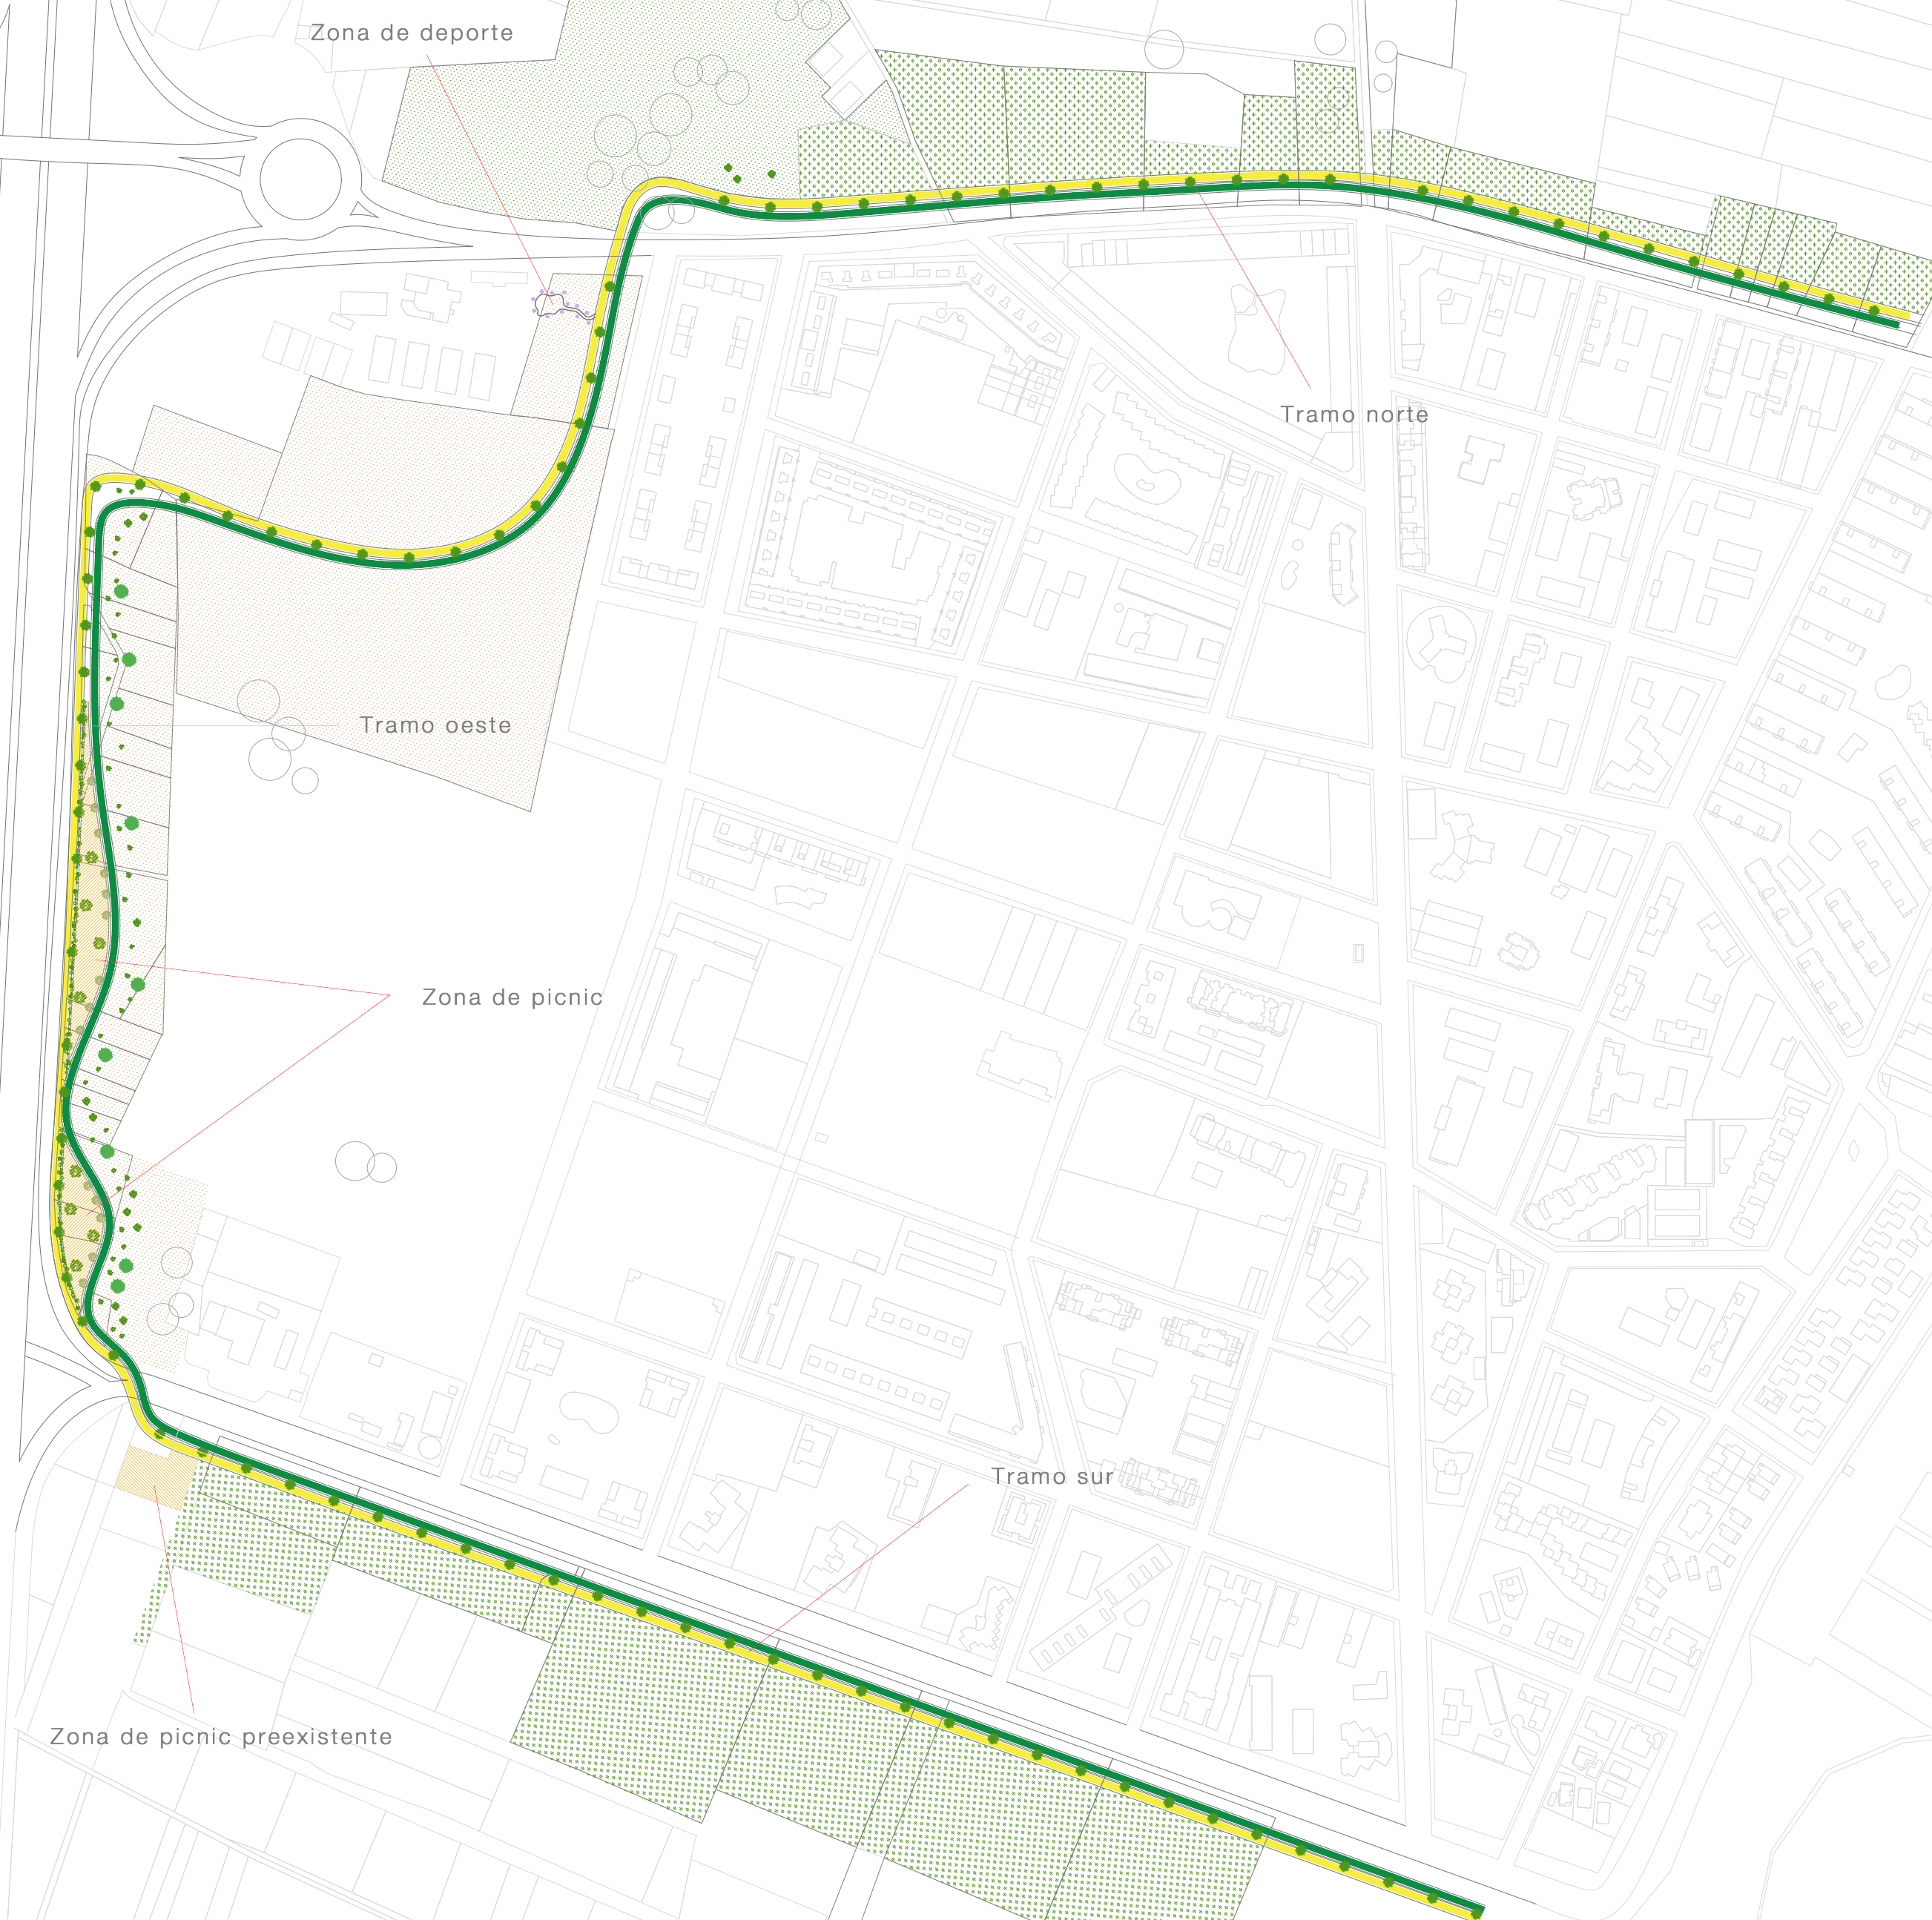 Zona de deporte
Tramo norte
Tramo oeste
Zona de picnic
Tramo sur
Zona de picnic preexistente